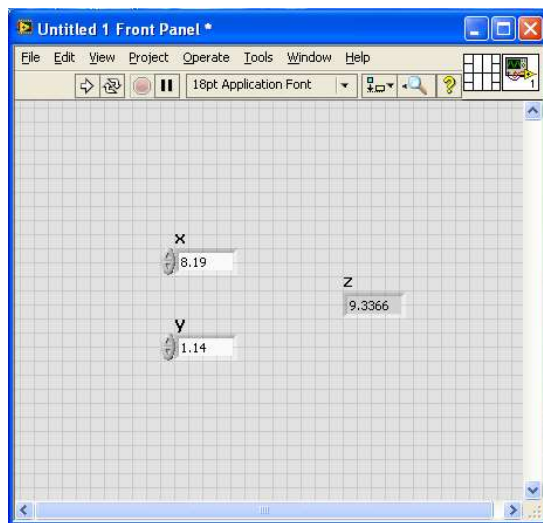 Untitled 1 Front Panel *
File Edit View Project Operate Tools Window Help
18pt Application Font
1
x
8.19
z
9.3366
y
1.14